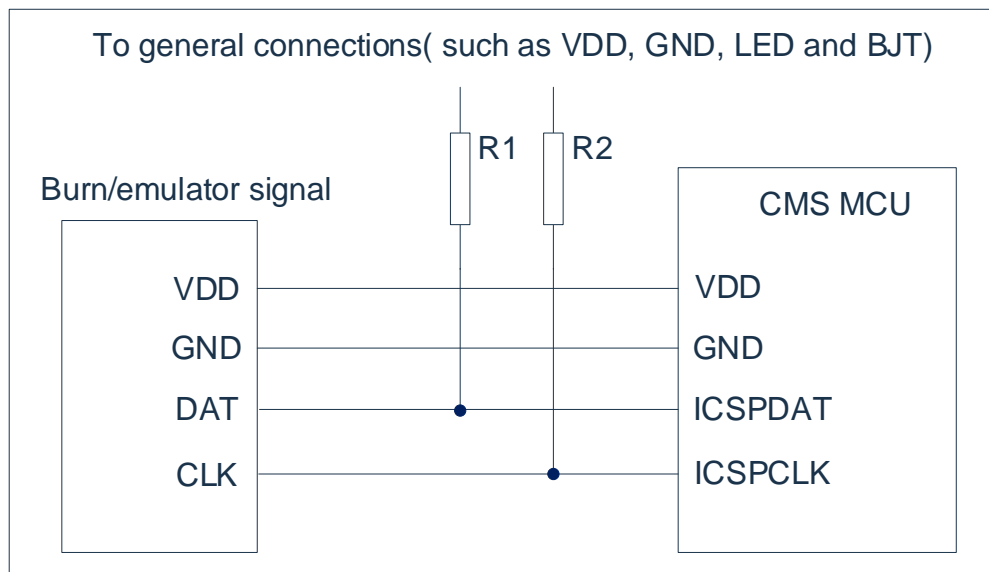 To general connections( such as VDD, GND, LED and BJT)
R1
R2
Burn/emulator signal
CMS MCU
VDD
VDD
GND
GND
DAT
ICSPDAT
CLK
ICSPCLK